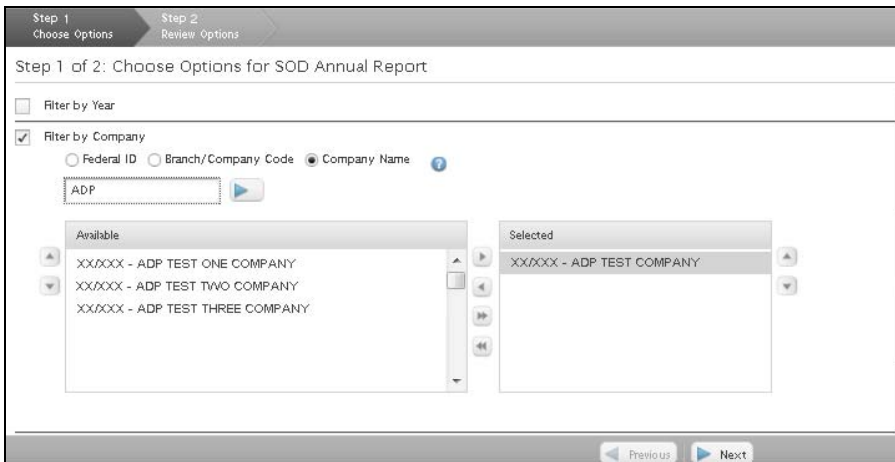 Step 1
Choose Options
Step 2
Review Options
Step 1 of 2: Choose Options for SOD Annual Report
Filter by Year
Filter by Company
Federal ID Branch/Company Code Company Name ?
ADP
Available
XX/XXX - ADP TEST ONE COMPANY
XX/XXX - ADP TEST TWO COMPANY
XX/XXX - ADP TEST THREE COMPANY
Selected
XX/XXX - ADP TEST COMPANY
Previous Next